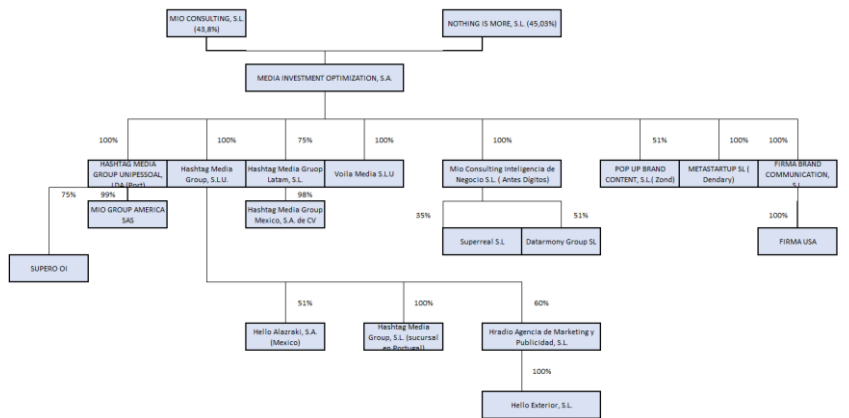 MIO CONSULTING, S.L.
(43,8%)
NOTHING IS MORE, S.L. (45,03%)
MEDIA INVESTMENT OPTIMIZATION, S.A.
100%
100%
75%
100%
100%
51%
100%
100%
HASHTAG MEDIA
GROUP UNIPESSOAL,
LDA (Port)
Hashtag Media
Group, S.L.U.
Hashtag Media Gruop
Latam, S.L.
Voila Media S.L.U
Mio Consulting Inteligencia de
Negocio S.L. ( Antes Dígitos)
POP UP BRAND
CONTENT, S.L.( Zond)
METASTARTUP SL (
Dendary)
FIRMA BRAND
COMMUNICATION,
S.L.
75%
99%
98%
35%
51%
100%
MIO GROUP AMERICA
SAS
Hashtag Media Group
Mexico, S.A. de CV
Superreal S.L
Datarmony Group SL
FIRMA USA
SUPERO OI
51%
100%
60%
Hello Alazraki, S.A.
(Mexico)
Hashtag Media
Group, S.L. (sucursal
en Portugal)
Hradio Agencia de Marketing y
Publicidad, S.L.
100%
Hello Exterior, S.L.